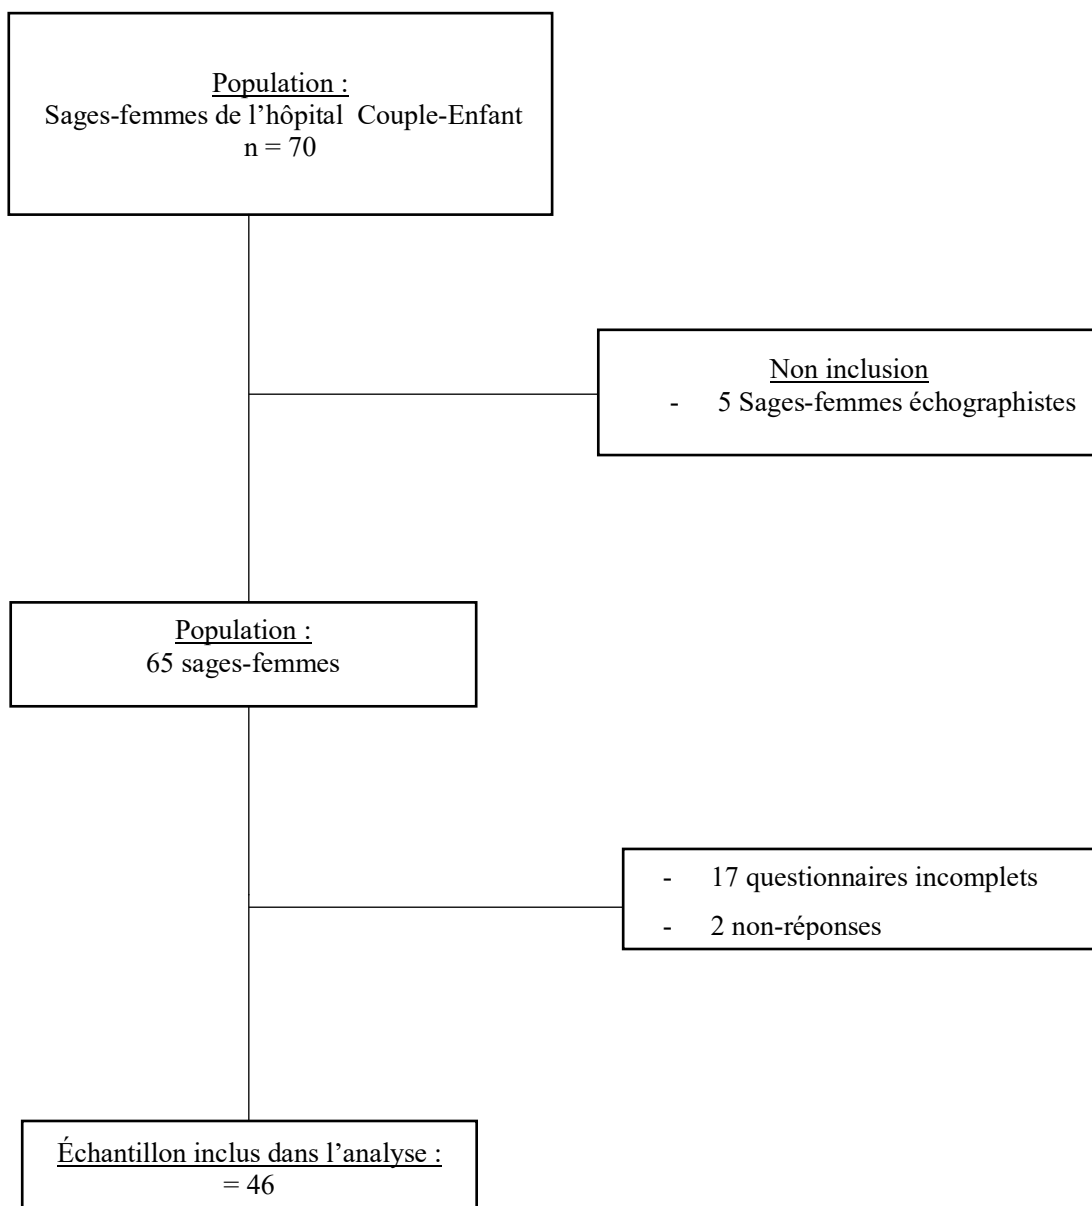 Population :
Sages-femmes de l’hôpital Couple-Enfant
n = 70
Non inclusion
- 5 Sages-femmes échographistes
Population :
65 sages-femmes
- 17 questionnaires incomplets
- 2 non-réponses
Échantillon inclus dans l’analyse :
= 46